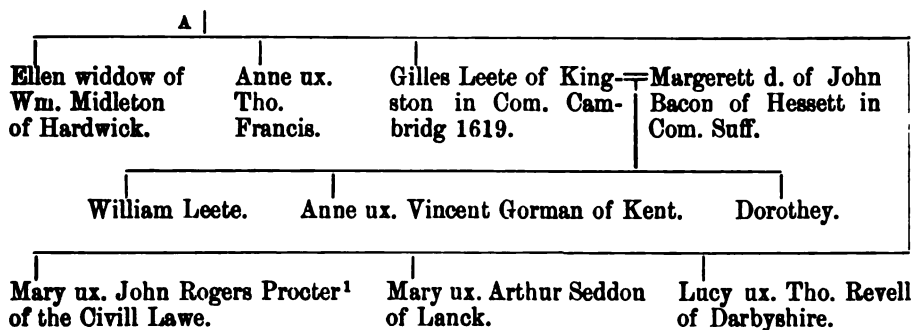 A
Ellen widdow of
Wm. Midleton
of Hardwick.
Anne ux.
Tho.
Francis.
Gilles Leete of King-
ston in Com. Cam-
bridg 1619.
Margerett d. of John
Bacon of Hessett in
Com. Suff.
William Leete.
Anne ux. Vincent Gorman of Kent.
Dorothey.
Mary ux. John Rogers Procter¹
of the Civill Lawe.
Mary ux. Arthur Seddon
of Lanck.
Lucy ux. Tho. Revell
of Darbyshire.